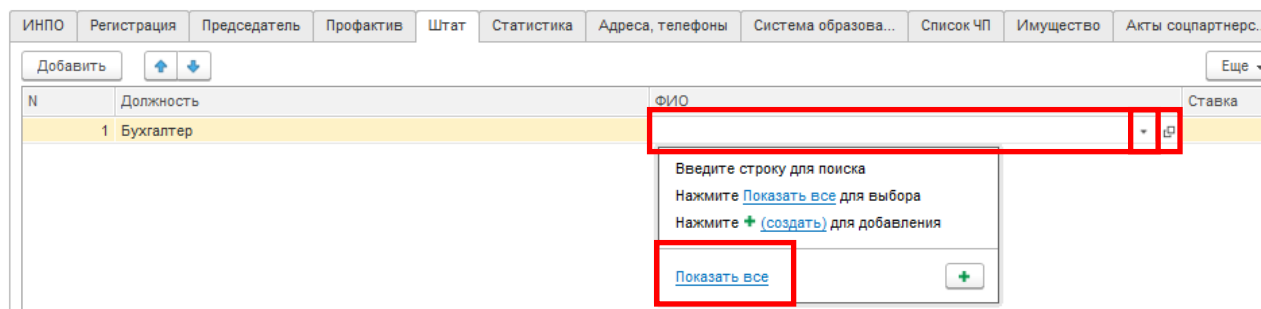 ИНПО Регистрация Председатель Профактив Штат Статистика Адреса, телефоны Система образова... Список ЧП Имущество Акты соцпартнерс...
Добавить Еще
N Должность ФИО Ставка
1 Бухгалтер
Введите строку для поиска
Нажмите Показать все для выбора
Нажмите + (создать) для добавления
Показать все +